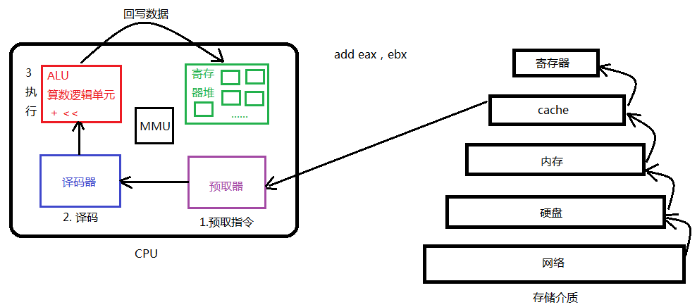 回写数据
3
执
行
ALU
算数逻辑单元
+ <<
寄存
器堆
......
MMU
译码器
2. 译码
预取器
1.预取指令
CPU
add eax , ebx
寄存器
cache
内存
硬盘
网络
存储介质